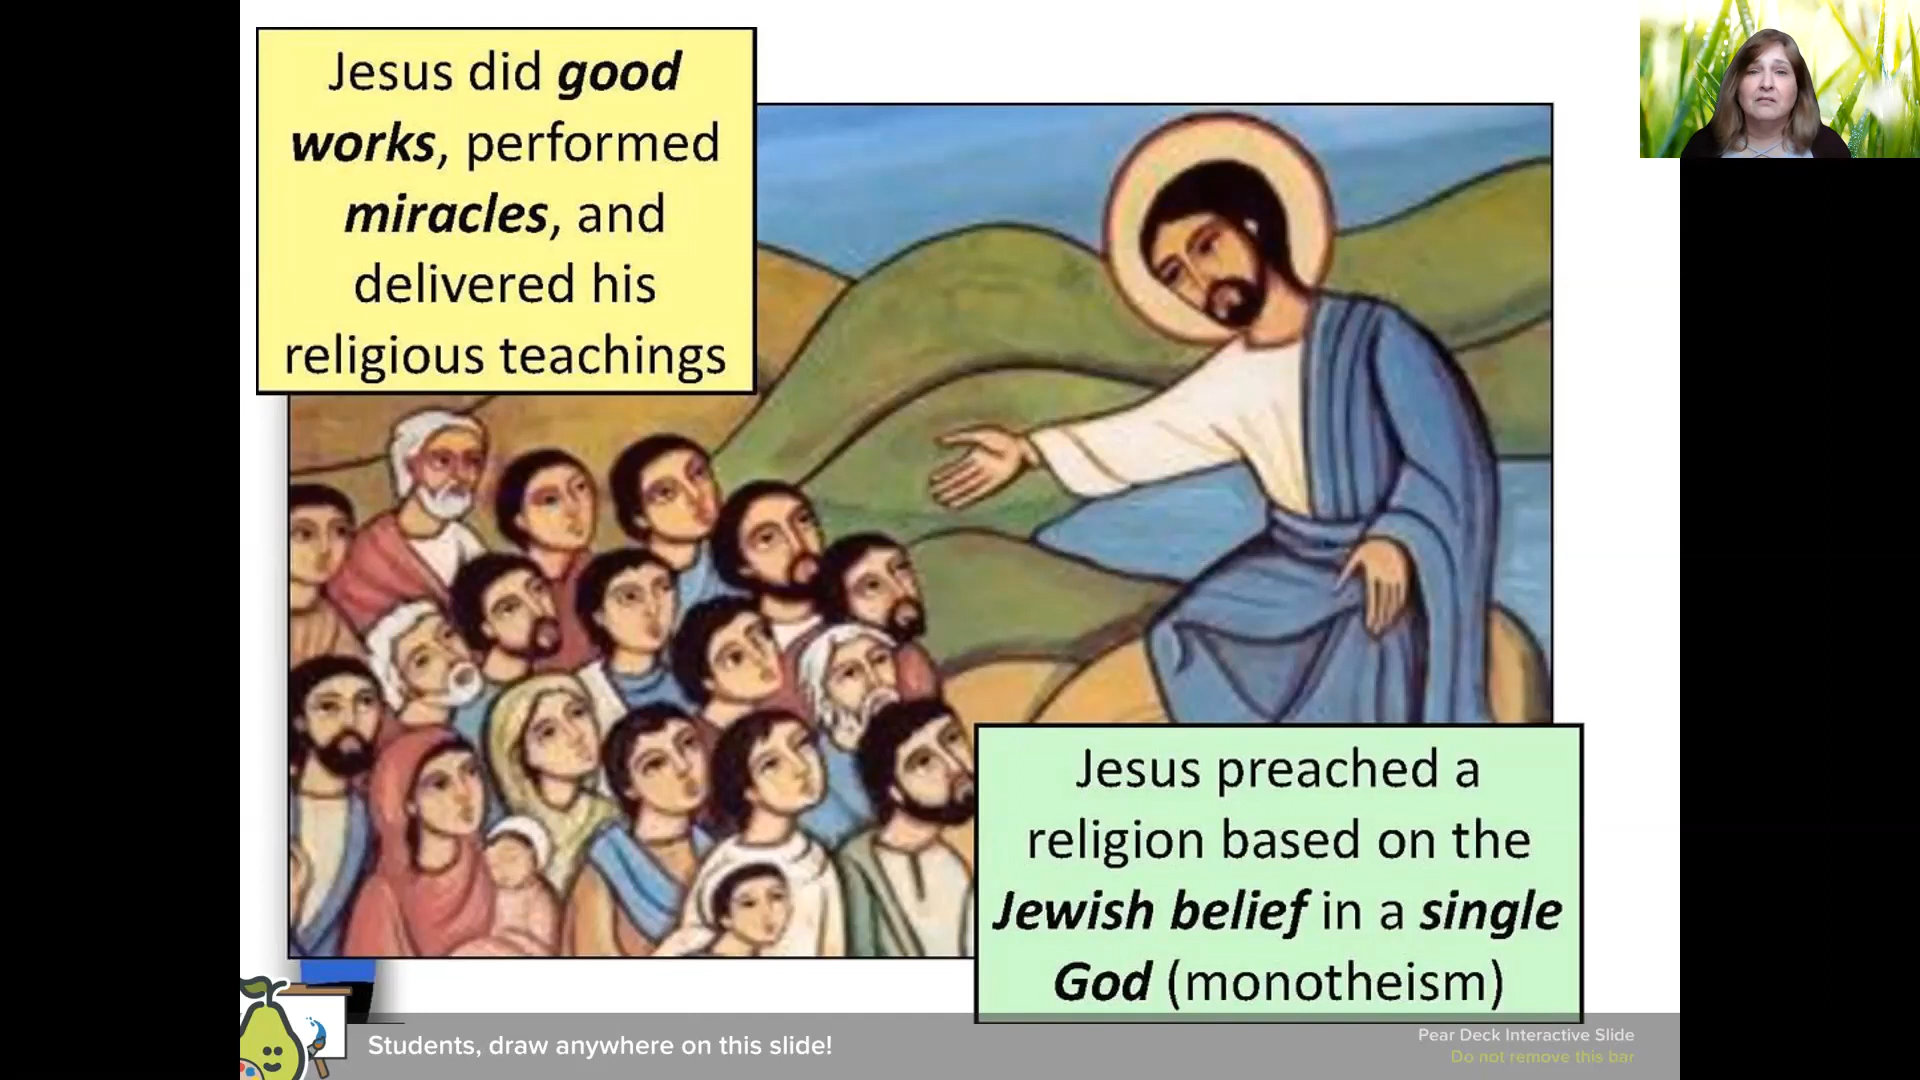 Jesus did good
works, performed
miracles, and
delivered his
religious teachings
Jesus preached a
religion based on the
Jewish belief in a single
God (monotheism)
Students, draw anywhere on this slide!
Pear Deck Interactive Slide
Do not remove this bar